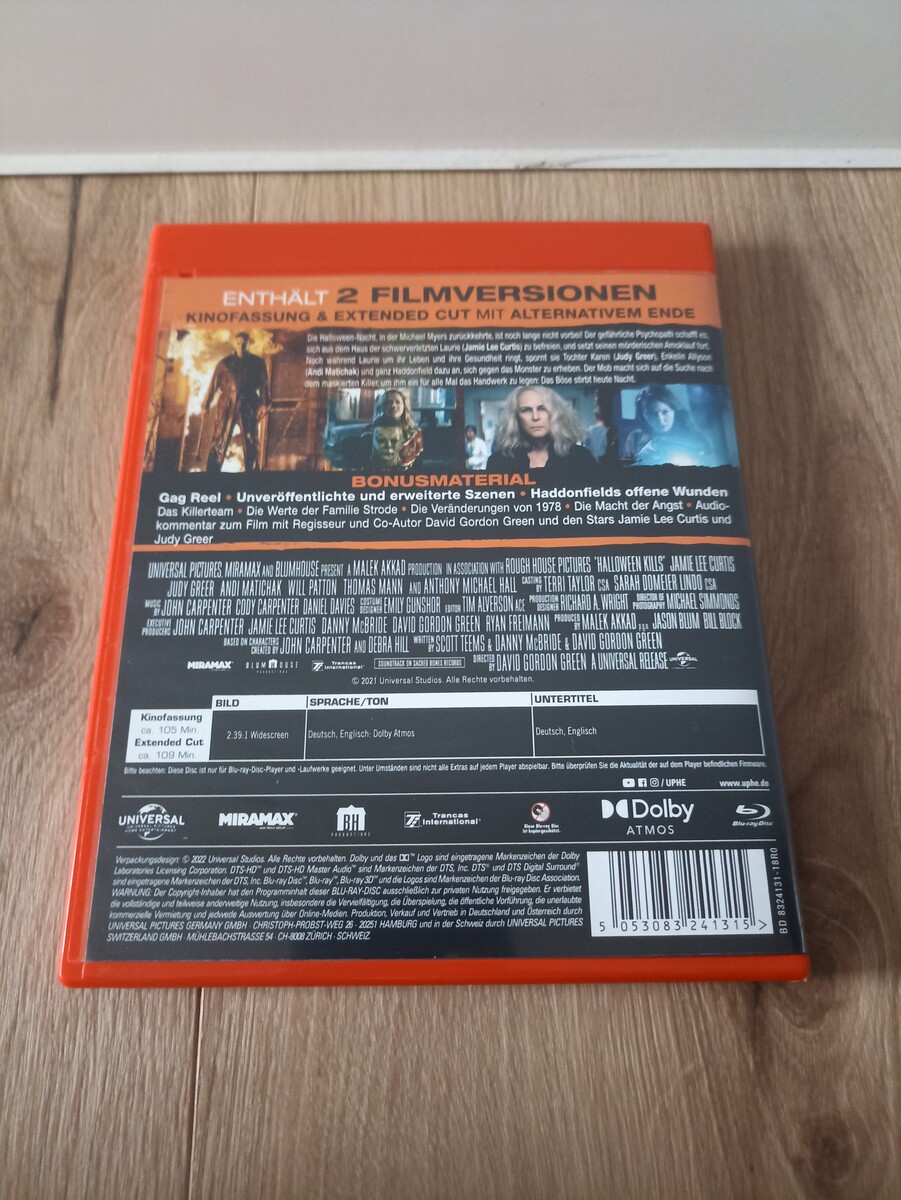 ENTHÄLT 2 FILMVERSIONEN
KINOFASSUNG & EXTENDED CUT MIT ALTERNATIVEM ENDE
Die Halloween-Nacht, in der Michael Myers zurückkehrte, ist noch lange nicht vorbei! Der gefährliche Psychopath schafft es,
sich aus dem Haus der schwerverletzten Laurie (Jamie Lee Curtis) zu befreien, und setzt seinen mörderischen Amoklauf fort.
Noch während Laurie um ihr Leben und ihre Gesundheit ringt, spornt sie Tochter Karen (Judy Greer), Enkelin Allyson
(Andi Matichak) und ganz Haddonfield dazu an, sich gegen das Monster zu erheben. Der Mob macht sich auf die Suche nach
dem maskierten Killer, um ihm ein für alle Mal das Handwerk zu legen: Das Böse stirbt heute Nacht.
BONUSMATERIAL
Gag Reel • Unveröffentlichte und erweiterte Szenen • Haddonfields offene Wunden
Das Killerteam • Die Werte der Familie Strode • Die Veränderungen von 1978 • Die Macht der Angst • Audio-
kommentar zum Film mit Regisseur und Co-Autor David Gordon Green und den Stars Jamie Lee Curtis und
Judy Greer
UNIVERSAL PICTURES, MIRAMAX AND BLUMHOUSE PRESENT A MALEK AKKAD PRODUCTION IN ASSOCIATION WITH ROUGH HOUSE PICTURES "HALLOWEEN KILLS" JAMIE LEE CURTIS
JUDY GREER ANDI MATICHAK WILL PATTON THOMAS MANN AND ANTHONY MICHAEL HALL CASTING BY TERRI TAYLOR CSA SARAH DOMEIER LINDO CSA
MUSIC BY JOHN CARPENTER CODY CARPENTER DANIEL DAVIES COSTUME DESIGNER EMILY GUNSHOR EDITOR TIM ALVERSON ACE PRODUCTION DESIGNER RICHARD A. WRIGHT DIRECTOR OF PHOTOGRAPHY MICHAEL SIMMONDS
EXECUTIVE PRODUCERS JOHN CARPENTER JAMIE LEE CURTIS DANNY McBRIDE DAVID GORDON GREEN RYAN FREIMANN PRODUCED BY MALEK AKKAD p.g.a. JASON BLUM BILL BLOCK
BASED ON CHARACTERS CREATED BY JOHN CARPENTER AND DEBRA HILL WRITTEN BY SCOTT TEEMS & DANNY McBRIDE & DAVID GORDON GREEN
MIRAMAX BLUMHOUSE PRODUCTIONS Trancas International SOUNDTRACK ON SACRED BONES RECORDS DIRECTED BY DAVID GORDON GREEN A UNIVERSAL RELEASE UNIVERSAL
© 2021 Universal Studios. Alle Rechte vorbehalten.
BILD SPRACHE/TON UNTERTITEL
Kinofassung
ca. 105 Min.
Extended Cut
ca. 109 Min.
2.39:1 Widescreen Deutsch, Englisch: Dolby Atmos Deutsch, Englisch
Bitte beachten: Diese Disc ist nur für Blu-ray-Disc-Player und -Laufwerke geeignet. Unter Umständen sind nicht alle Extras auf jedem Player abspielbar. Bitte überprüfen Sie die Aktualität der auf dem Player befindlichen Firmware.
/UPHE www.uphe.de
UNIVERSAL
UNIVERSAL PICTURES
HOME ENTERTAINMENT
MIRAMAX
BH
PRODUCTIONS
Trancas
International
Diese Blu-ray Disc
ist kopiergeschützt.
Dolby
ATMOS
Blu-ray Disc
Verpackungsdesign: © 2022 Universal Studios. Alle Rechte vorbehalten. Dolby und das DD™ Logo sind eingetragene Markenzeichen der Dolby
Laboratories Licensing Corporation. DTS-HD™ und DTS-HD Master Audio™ sind Markenzeichen der DTS, Inc. DTS® und DTS Digital Surround®
sind eingetragene Markenzeichen der DTS, Inc. Blu-ray Disc™, Blu-ray™, Blu-ray 3D™ und die Logos sind Markenzeichen der Blu-ray Disc Association.
WARNUNG: Der Copyright-Inhaber hat den Programminhalt dieser BLU-RAY-DISC ausschließlich zur privaten Nutzung freigegeben. Er verbietet
die vollständige und teilweise anderweitige Nutzung, insbesondere die Vervielfältigung, die Überspielung, die öffentliche Vorführung, die unerlaubte
kommerzielle Vermietung und jedwede Auswertung über Online-Medien. Produktion, Verkauf und Vertrieb in Deutschland und Österreich durch
UNIVERSAL PICTURES GERMANY GMBH · CHRISTOPH-PROBST-WEG 26 · 20251 HAMBURG und in der Schweiz durch UNIVERSAL PICTURES
SWITZERLAND GMBH · MÜHLEBACHSTRASSE 54 · CH-8008 ZÜRICH · SCHWEIZ.
5 053083 241315 >
BD 8324131-18R0